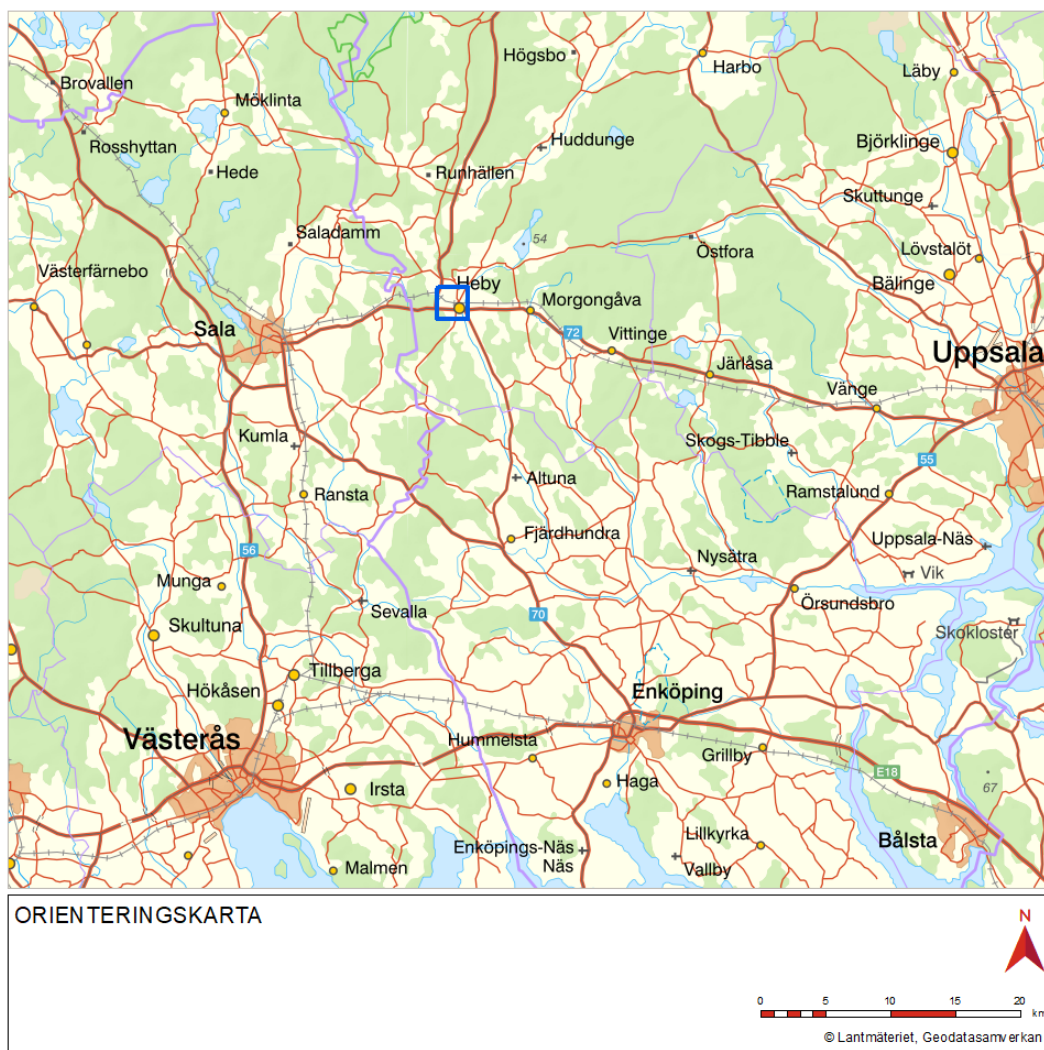 Högsbo
Harbo
Läby
Brovallen
Möklinta
Rosshyttan
Huddunge
Björklinge
Hede
Runhällen
Skuttunge
Saladamm
54
Östfora
Lövstalöt
Västerfärnebo
Heby
Bälinge
Morgongåva
Sala
72
Vittinge
Uppsala
Järlåsa
Vänge
Kumla
Skogs-Tibble
55
Altuna
Ransta
Ramstalund
Fjärdhundra
Uppsala-Näs
56
Nysätra
Vik
Munga
Sevalla
70
Örsundsbro
Skultuna
Skokloster
Tillberga
Hökåsen
Enköping
Västerås
Hummelsta
Grillby
E18
Irsta
Haga
67
Lillkyrka
Bålsta
Enköpings-Näs
Näs
Malmen
Vallby
ORIENTERINGSKARTA
N
0 5 10 15 20
km
© Lantmäteriet, Geodatasamverkan